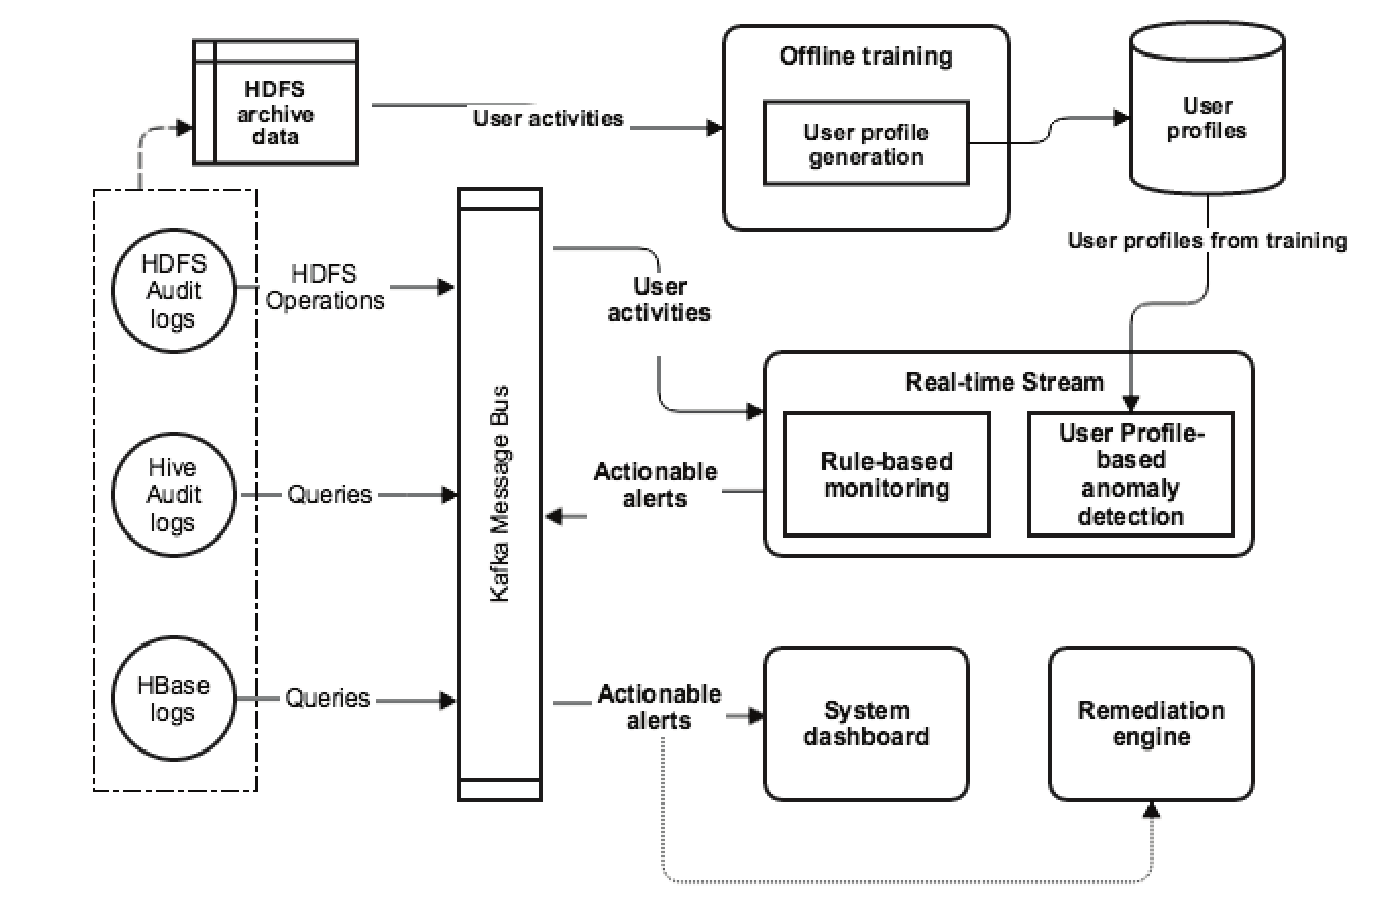 HDFS
archive
data
User activities
Offline training
User profile
generation
User
profiles
User profiles from training
HDFS
Audit
logs
HDFS
Operations
Hive
Audit
logs
Queries
HBase
logs
Queries
Kafka Message Bus
User
activities
Real-time Stream
Rule-based
monitoring
User Profile-
based
anomaly
detection
Actionable
alerts
Actionable
alerts
System
dashboard
Remediation
engine